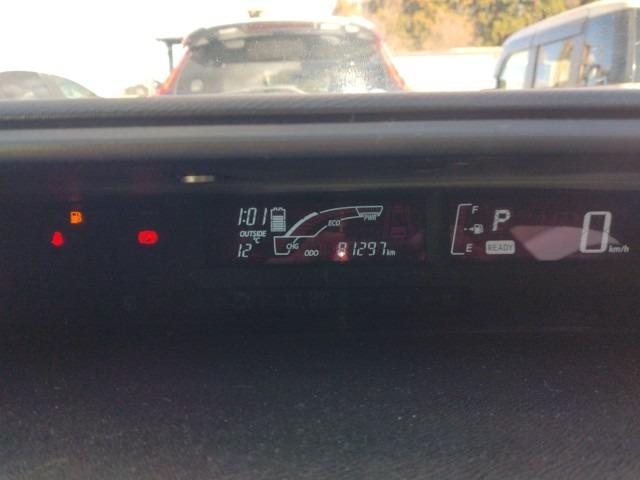 1:01
OUTSIDE
12°C
CHG
ECO
PWR
ODO 81297 km
F
E
P
READY
0
km/h